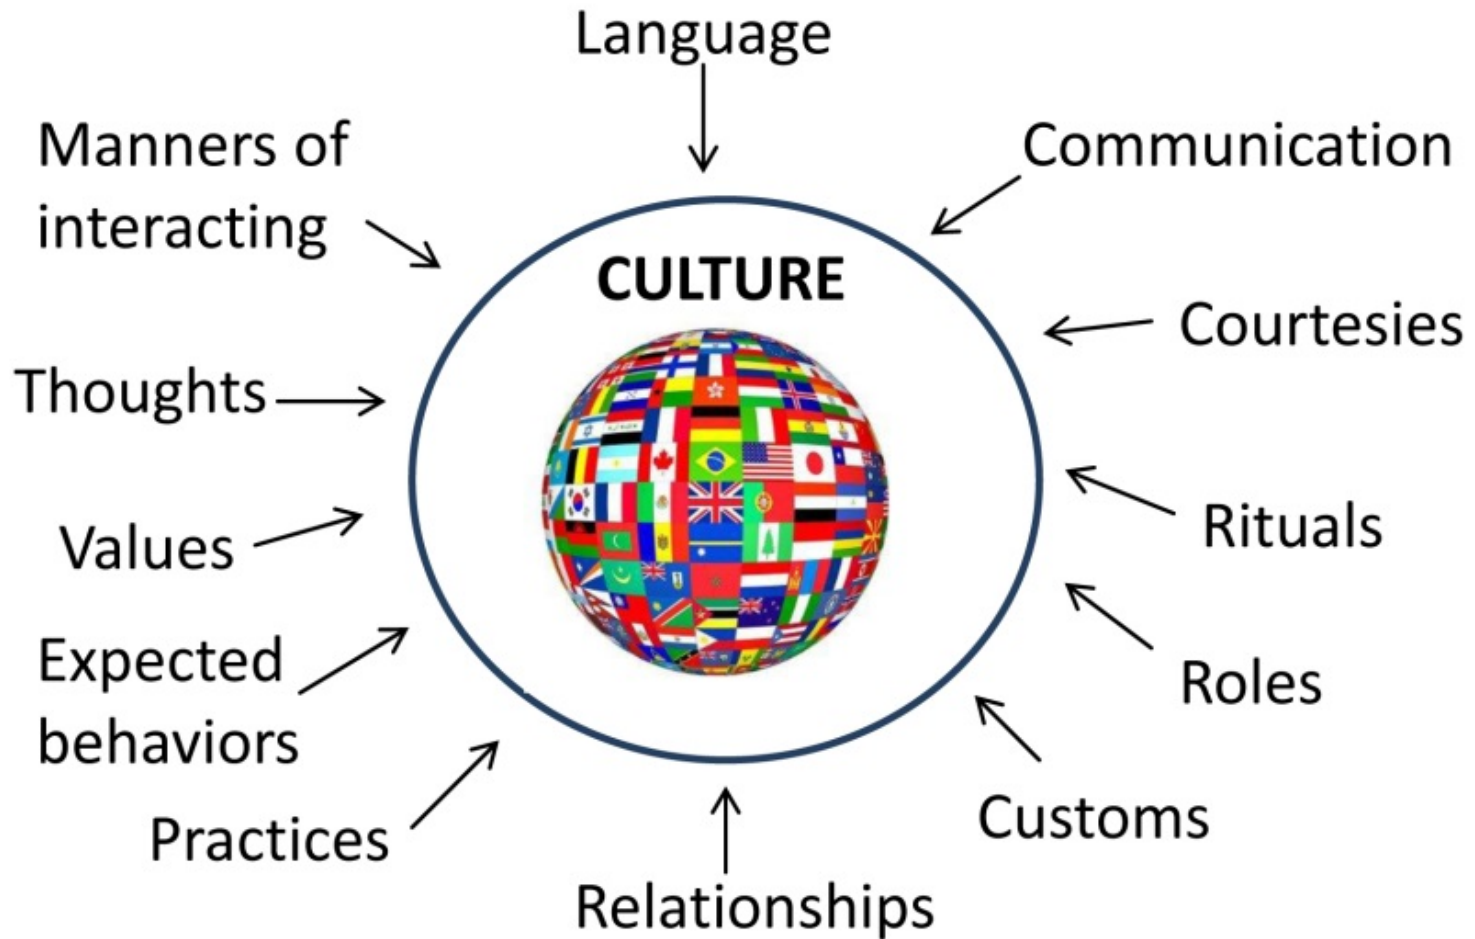 Language
Manners of
interacting
Communication
CULTURE
Courtesies
Thoughts
Values
Rituals
Expected
behaviors
Roles
Practices
Customs
Relationships